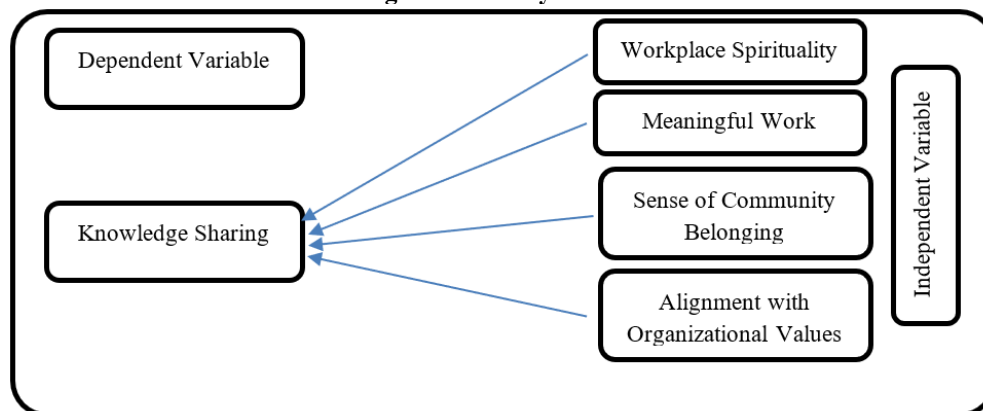 Dependent Variable
Workplace Spirituality
Meaningful Work
Knowledge Sharing
Sense of Community
Belonging
Alignment with
Organizational Values
Independent Variable